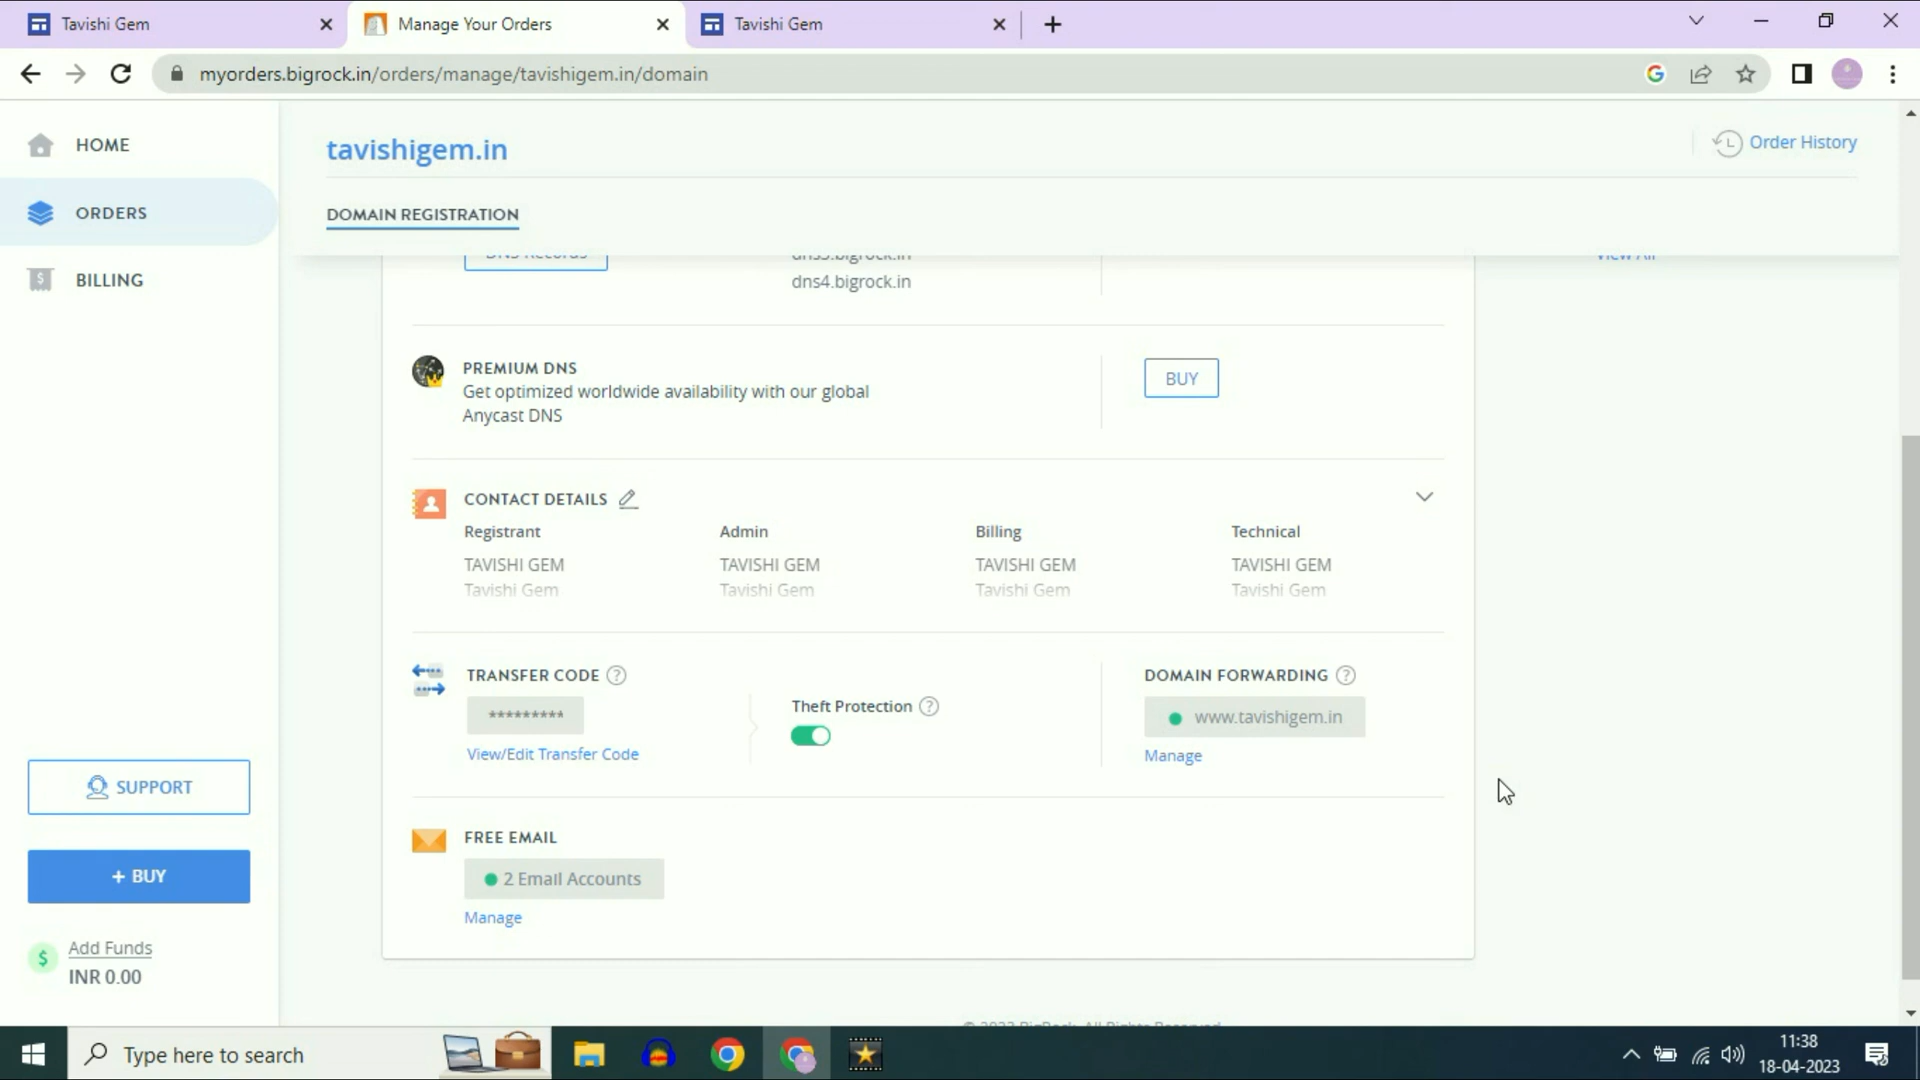 Tavishi Gem
Manage Your Orders
Tavishi Gem
myorders.bigrock.in/orders/manage/tavishigem.in/domain
HOME
ORDERS
BILLING
tavishigem.in
Order History
DOMAIN REGISTRATION
DNS Records
dns3.bigrock.in
View All
dns4.bigrock.in
PREMIUM DNS
Get optimized worldwide availability with our global
Anycast DNS
BUY
CONTACT DETAILS
Registrant
TAVISHI GEM
Tavishi Gem
Admin
TAVISHI GEM
Tavishi Gem
Billing
TAVISHI GEM
Tavishi Gem
Technical
TAVISHI GEM
Tavishi Gem
TRANSFER CODE ?
*********
View/Edit Transfer Code
Theft Protection ?
DOMAIN FORWARDING ?
www.tavishigem.in
Manage
FREE EMAIL
2 Email Accounts
Manage
SUPPORT
+ BUY
$
Add Funds
INR 0.00
© 2023 BigRock. All Rights Reserved
Type here to search
11:38
18-04-2023